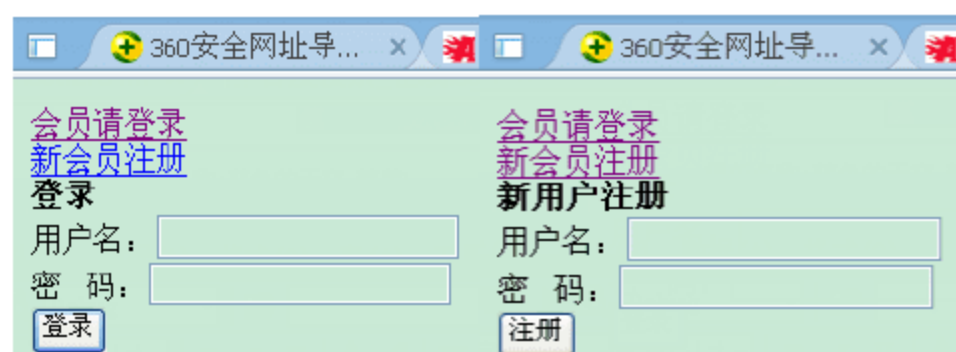 360安全网址导...
360安全网址导...
会员请登录
新会员注册
登录
用户名：
密 码：
登录
会员请登录
新会员注册
新用户注册
用户名：
密 码：
注册